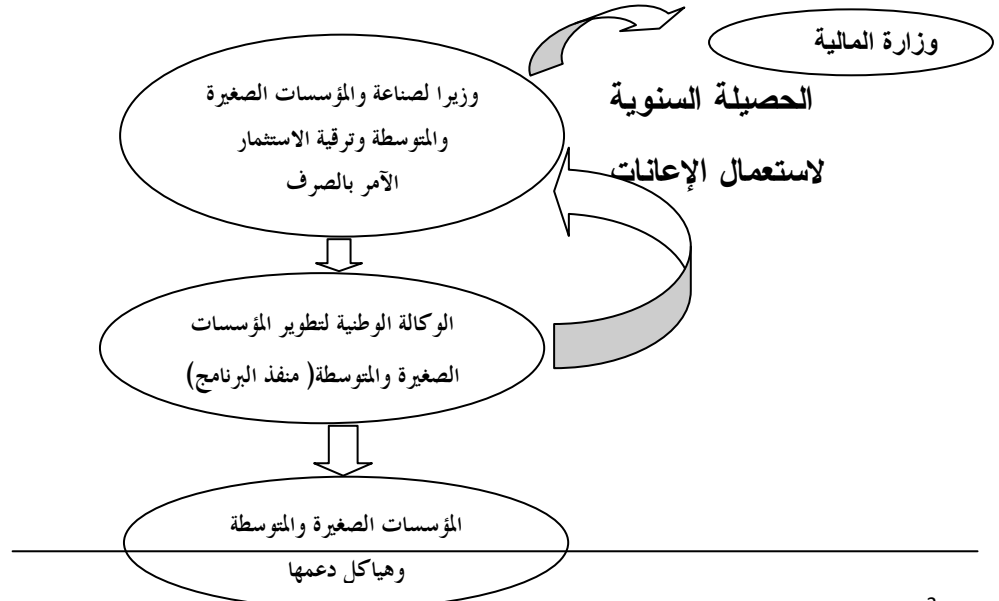 وزارة المالية
وزيرا لصناعة والمؤسسات الصغيرة
والمتوسطة وترقية الاستثمار
الآمر بالصرف
الحصيلة السنوية
لاستعمال الإعانات
الوكالة الوطنية لتطوير المؤسسات
الصغيرة والمتوسطة( منفذ البرنامج)
المؤسسات الصغيرة والمتوسطة
وهياكل دعمها